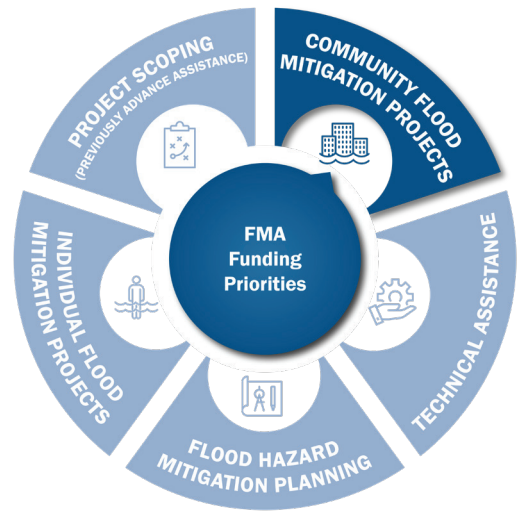 PROJECT SCOPING
(PREVIOUSLY ADVANCE ASSISTANCE)
COMMUNITY FLOOD
MITIGATION PROJECTS
TECHNICAL ASSISTANCE
FLOOD HAZARD
MITIGATION PLANNING
INDIVIDUAL FLOOD
MITIGATION PROJECTS
FMA
Funding
Priorities